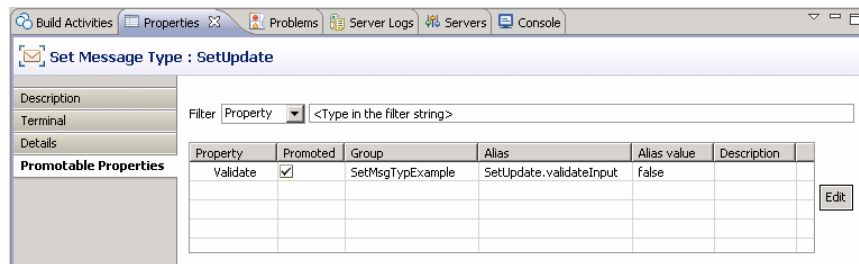 Build Activities Properties Problems Server Logs Servers Console
Set Message Type : SetUpdate
Description
Terminal
Details
Promotable Properties
Filter Property <Type in the filter string>
Property Promoted Group Alias Alias value Description
Validate SetMsgTypExample SetUpdate.validateInput false
Edit